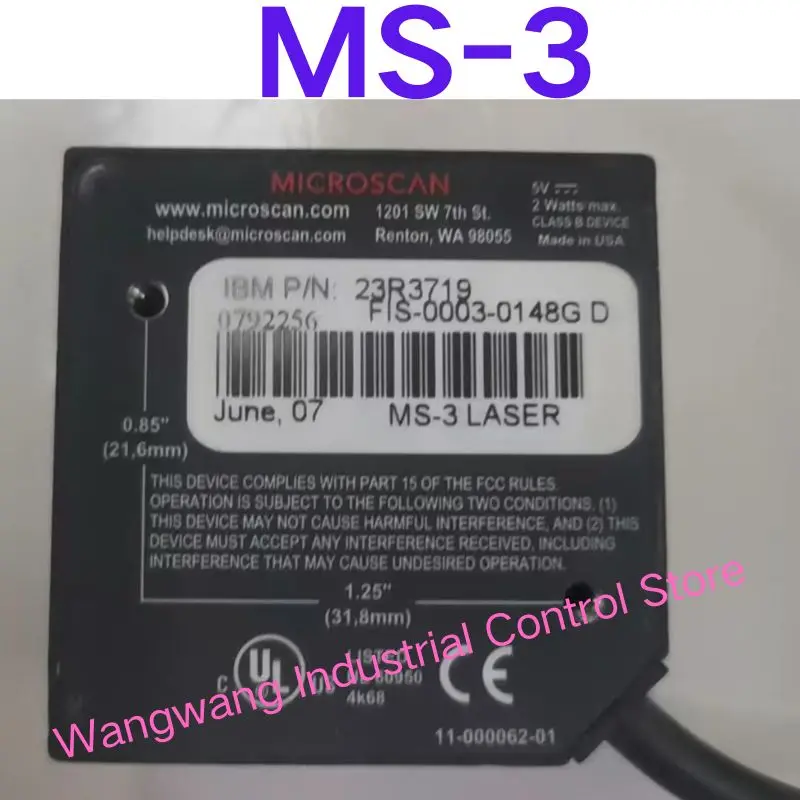 MS-3
MICROSCAN
www.microscan.com
helpdesk@microscan.com
1201 SW 7th St.
Renton, WA 98055
5V
2 Watts max.
CLASS B DEVICE
Made in USA
IBM P/N: 23R3719
0792256 FIS-0003-0148G D
June, 07 MS-3 LASER
0.85"
(21,6mm)
THIS DEVICE COMPLIES WITH PART 15 OF THE FCC RULES.
OPERATION IS SUBJECT TO THE FOLLOWING TWO CONDITIONS, (1)
THIS DEVICE MAY NOT CAUSE HARMFUL INTERFERENCE, AND (2) THIS
DEVICE MUST ACCEPT ANY INTERFERENCE RECEIVED, INCLUDING
INTERFERENCE THAT MAY CAUSE UNDESIRED OPERATION.
1.25"
(31,8mm)
C UL US
LISTED
60950
4k68
CE
11-000062-01
Wangwang Industrial Control Store